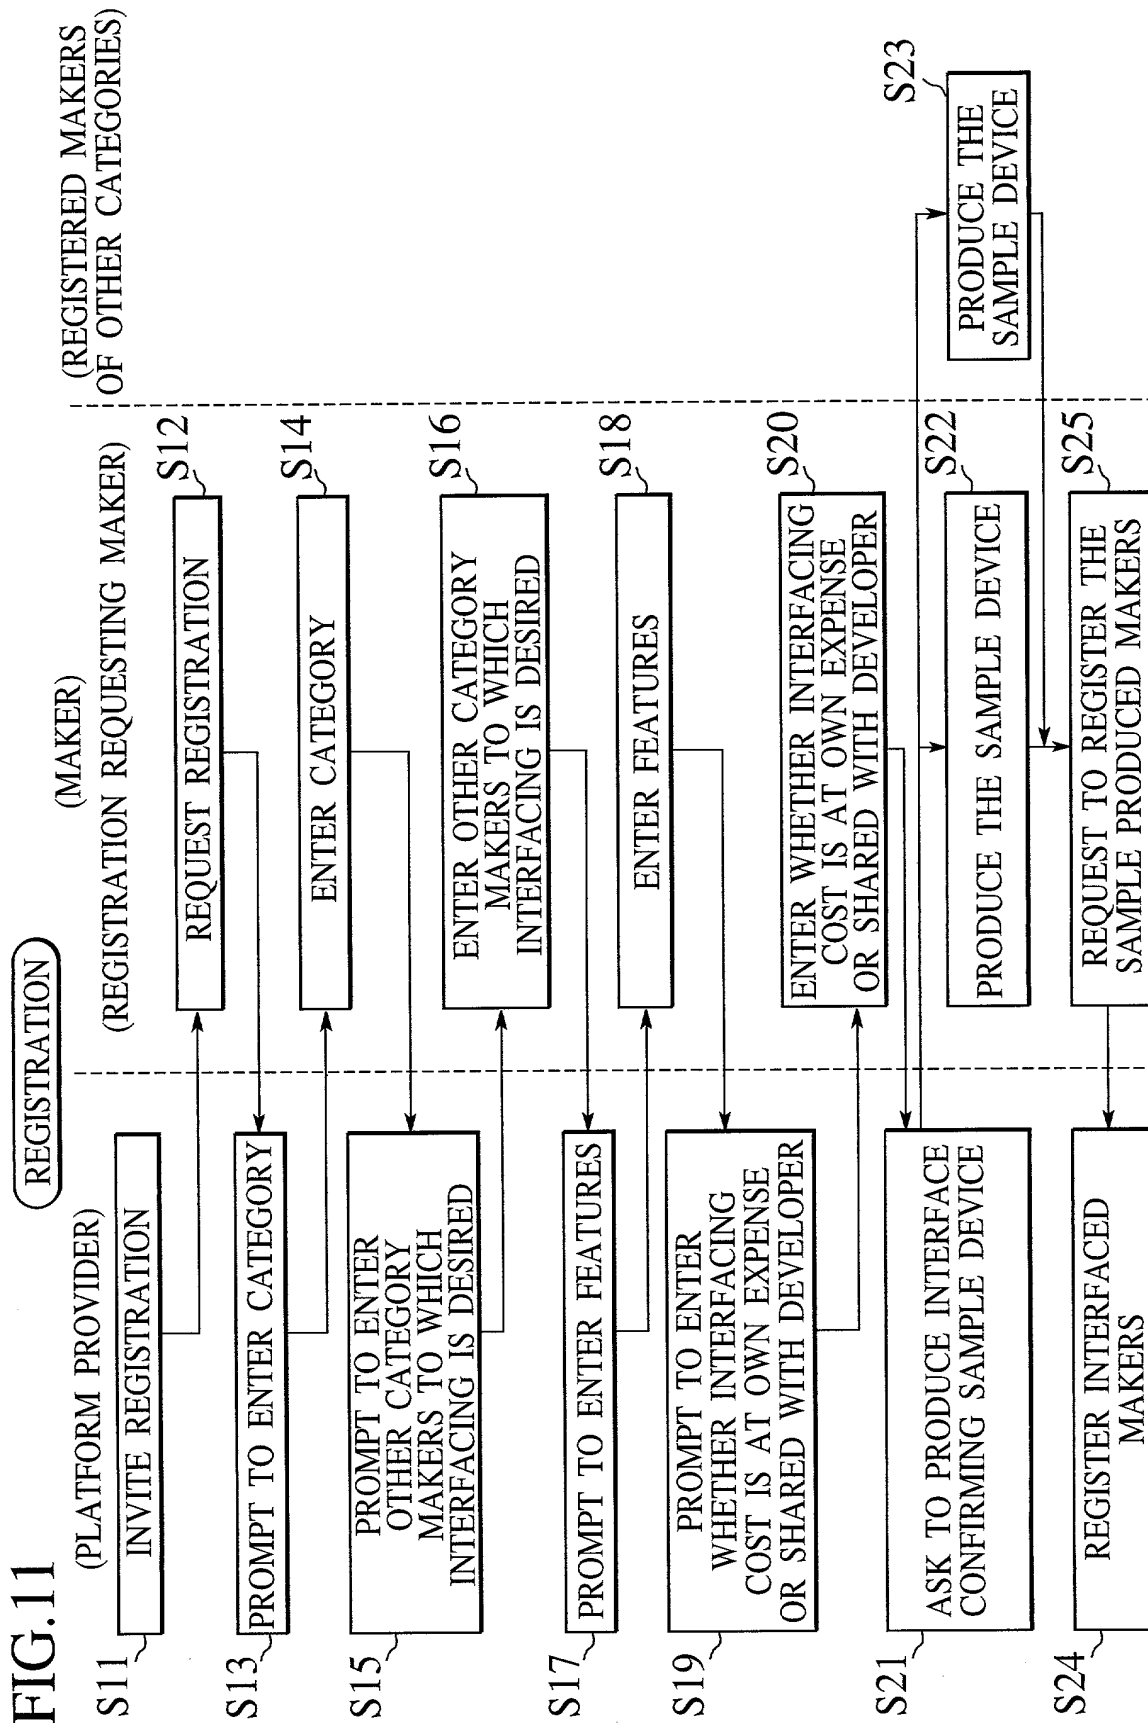 FIG.11
REGISTRATION
(PLATFORM PROVIDER)
(MAKER)
(REGISTRATION REQUESTING MAKER)
(REGISTERED MAKERS
OF OTHER CATEGORIES)
S11
INVITE REGISTRATION
S12
REQUEST REGISTRATION
S13
PROMPT TO ENTER CATEGORY
S14
ENTER CATEGORY
S15
PROMPT TO ENTER
OTHER CATEGORY
MAKERS TO WHICH
INTERFACING IS DESIRED
S16
ENTER OTHER CATEGORY
MAKERS TO WHICH
INTERFACING IS DESIRED
S17
PROMPT TO ENTER FEATURES
S18
ENTER FEATURES
S19
PROMPT TO ENTER
WHETHER INTERFACING
COST IS AT OWN EXPENSE
OR SHARED WITH DEVELOPER
S20
ENTER WHETHER INTERFACING
COST IS AT OWN EXPENSE
OR SHARED WITH DEVELOPER
S21
ASK TO PRODUCE INTERFACE
CONFIRMING SAMPLE DEVICE
S22
PRODUCE THE SAMPLE DEVICE
S23
PRODUCE THE
SAMPLE DEVICE
S24
REGISTER INTERFACED
MAKERS
S25
REQUEST TO REGISTER THE
SAMPLE PRODUCED MAKERS